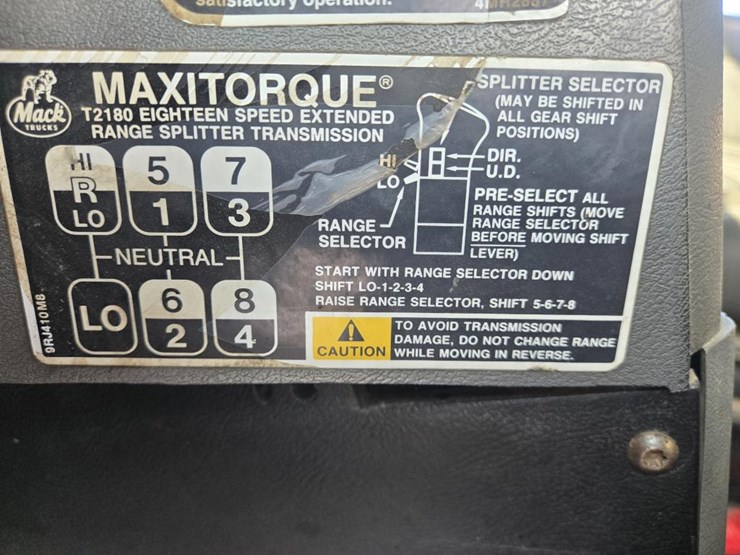 satisfactory operation.
Mack
TRUCKS
MAXITORQUE®
T2180 EIGHTEEN SPEED EXTENDED
RANGE SPLITTER TRANSMISSION
HI
R
LO
5
1
7
3
NEUTRAL
LO
6
2
8
4
9RJ410M8
SPLITTER SELECTOR
(MAY BE SHIFTED IN
ALL GEAR SHIFT
POSITIONS)
HI
LO
DIR.
U.D.
RANGE
SELECTOR
PRE-SELECT ALL
RANGE SHIFTS (MOVE
RANGE SELECTOR
BEFORE MOVING SHIFT
LEVER)
START WITH RANGE SELECTOR DOWN
SHIFT LO-1-2-3-4
RAISE RANGE SELECTOR, SHIFT 5-6-7-8
CAUTION
TO AVOID TRANSMISSION
DAMAGE, DO NOT CHANGE RANGE
WHILE MOVING IN REVERSE.